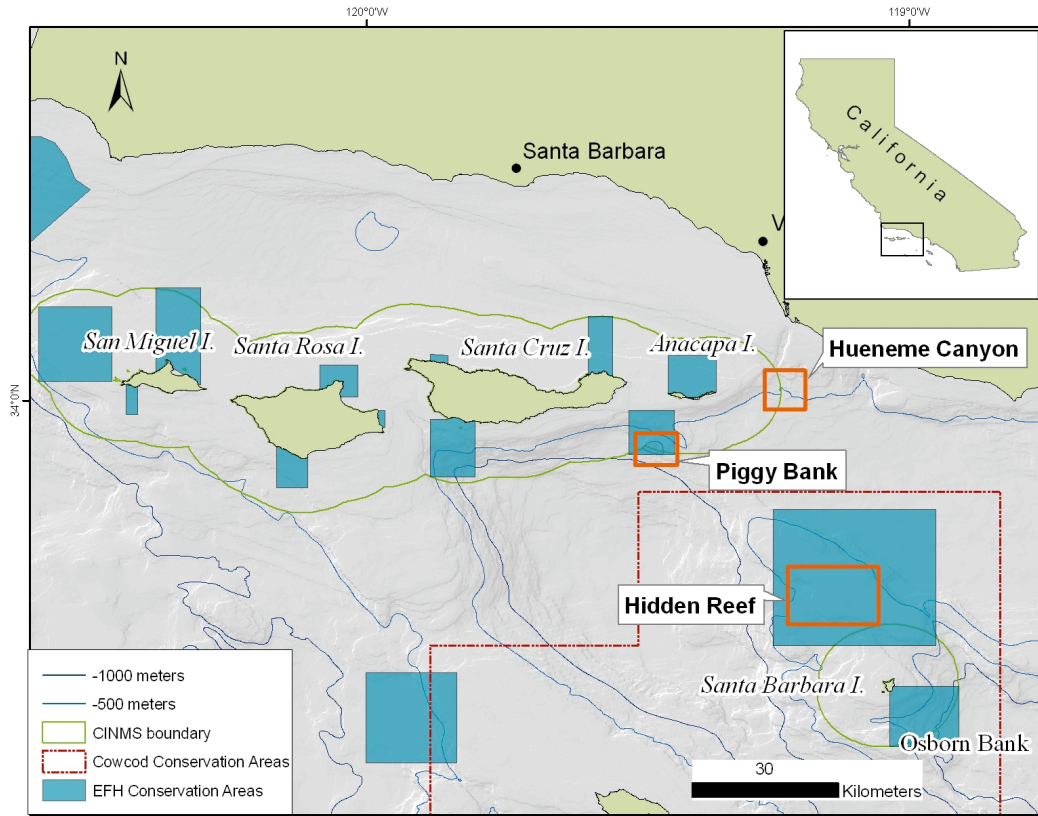 120°0'W
119°0'W
N
California
Santa Barbara
V
San Miguel I.
Santa Rosa I.
Santa Cruz I.
Anacapa I.
Hueneme Canyon
34°0'N
Piggy Bank
Hidden Reef
Santa Barbara I.
Osborn Bank
-1000 meters
-500 meters
CINMS boundary
Cowcod Conservation Areas
EFH Conservation Areas
30
Kilometers